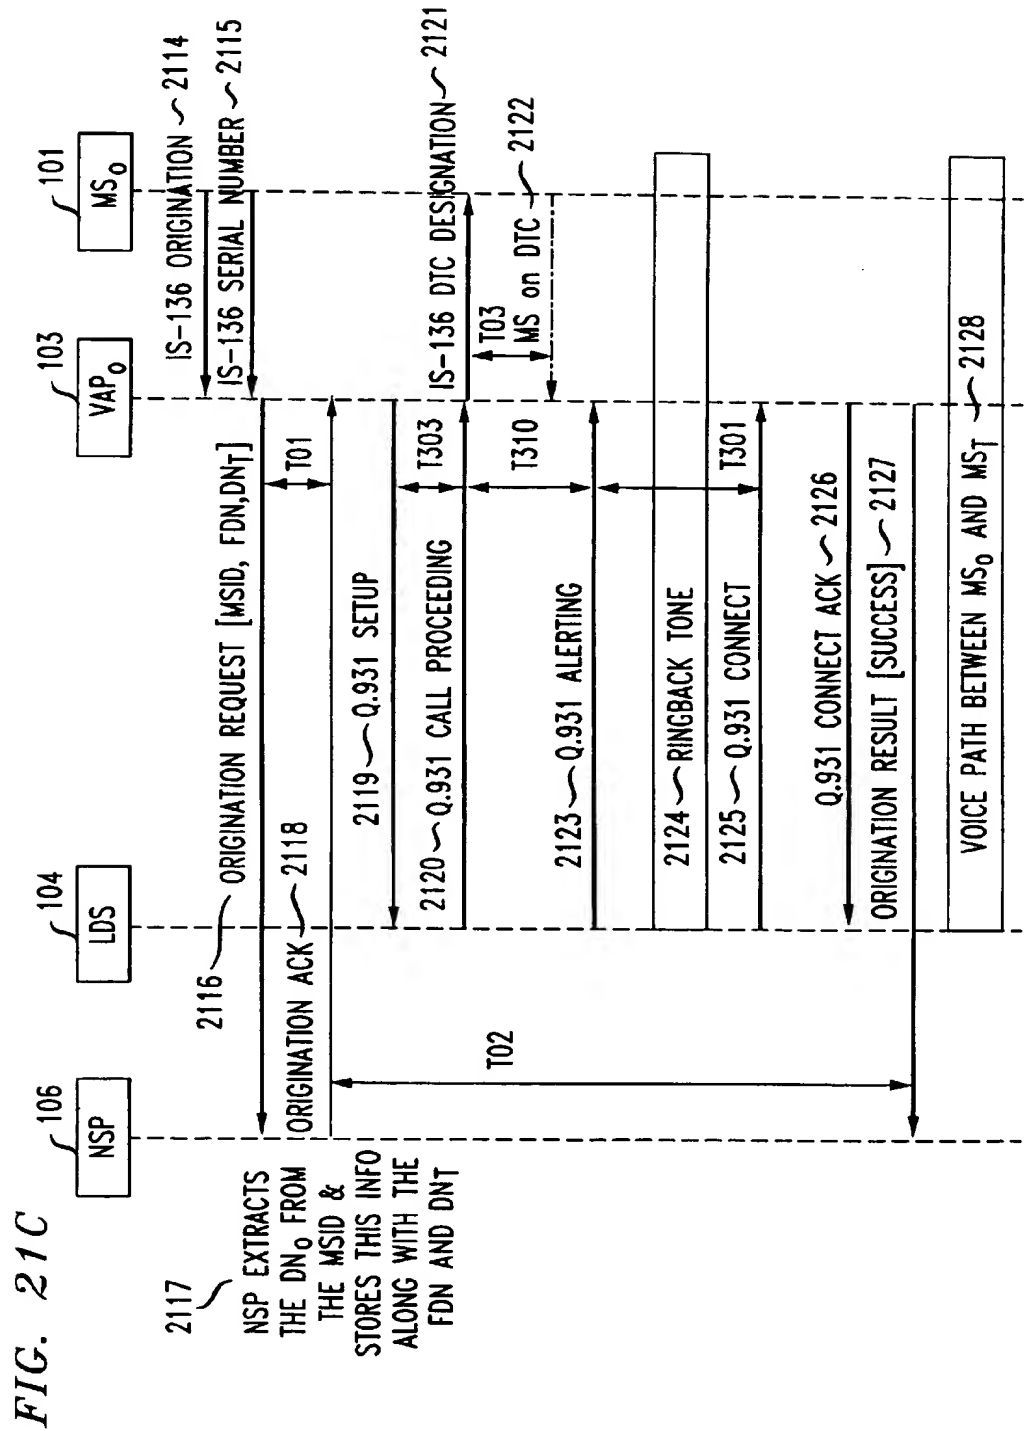 FIG. 21C
106
NSP
104
LDS
103
VAP₀
101
MS₀
IS-136 ORIGINATION 2114
IS-136 SERIAL NUMBER 2115
2116 ORIGINATION REQUEST [MSID, FDN,DN_T]
T01
2117
NSP EXTRACTS
THE DN₀ FROM
THE MSID &
STORES THIS INFO
ALONG WITH THE
FDN AND DNT
ORIGINATION ACK 2118
2119 Q.931 SETUP
T303
2120 Q.931 CALL PROCEEDING
IS-136 DTC DESIGNATION 2121
T310
T03
MS on DTC 2122
2123 Q.931 ALERTING
2124 RINGBACK TONE
T301
2125 Q.931 CONNECT
T02
Q.931 CONNECT ACK 2126
ORIGINATION RESULT [SUCCESS] 2127
VOICE PATH BETWEEN MS₀ AND MS_T 2128